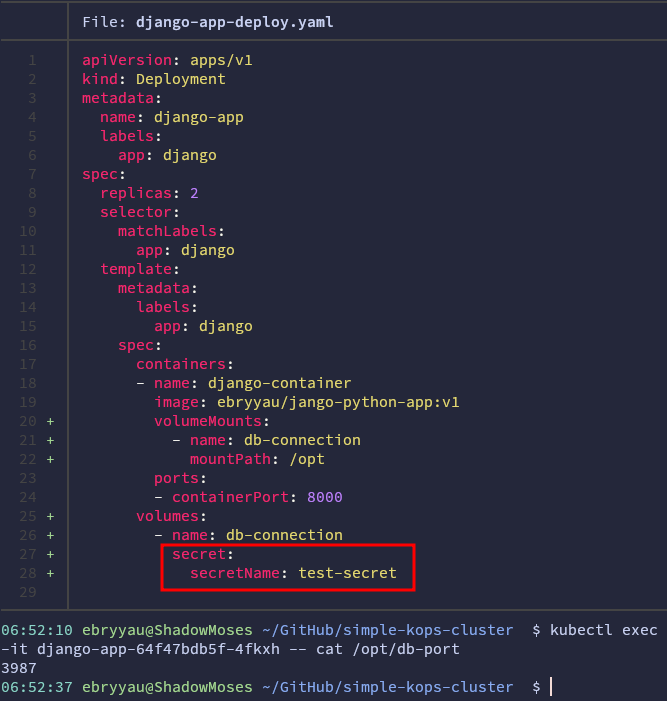 File: django-app-deploy.yaml
1 apiVersion: apps/v1
2 kind: Deployment
3 metadata:
4 name: django-app
5 labels:
6 app: django
7 spec:
8 replicas: 2
9 selector:
10 matchLabels:
11 app: django
12 template:
13 metadata:
14 labels:
15 app: django
16 spec:
17 containers:
18 - name: django-container
19 image: ebryyau/jango-python-app:v1
20 + volumeMounts:
21 + - name: db-connection
22 + mountPath: /opt
23 ports:
24 - containerPort: 8000
25 + volumes:
26 + - name: db-connection
27 + secret:
28 + secretName: test-secret
29
06:52:10 ebryyau@ShadowMoses ~/GitHub/simple-kops-cluster $ kubectl exec
-it django-app-64f47bdb5f-4fkxh -- cat /opt/db-port
3987
06:52:37 ebryyau@ShadowMoses ~/GitHub/simple-kops-cluster $